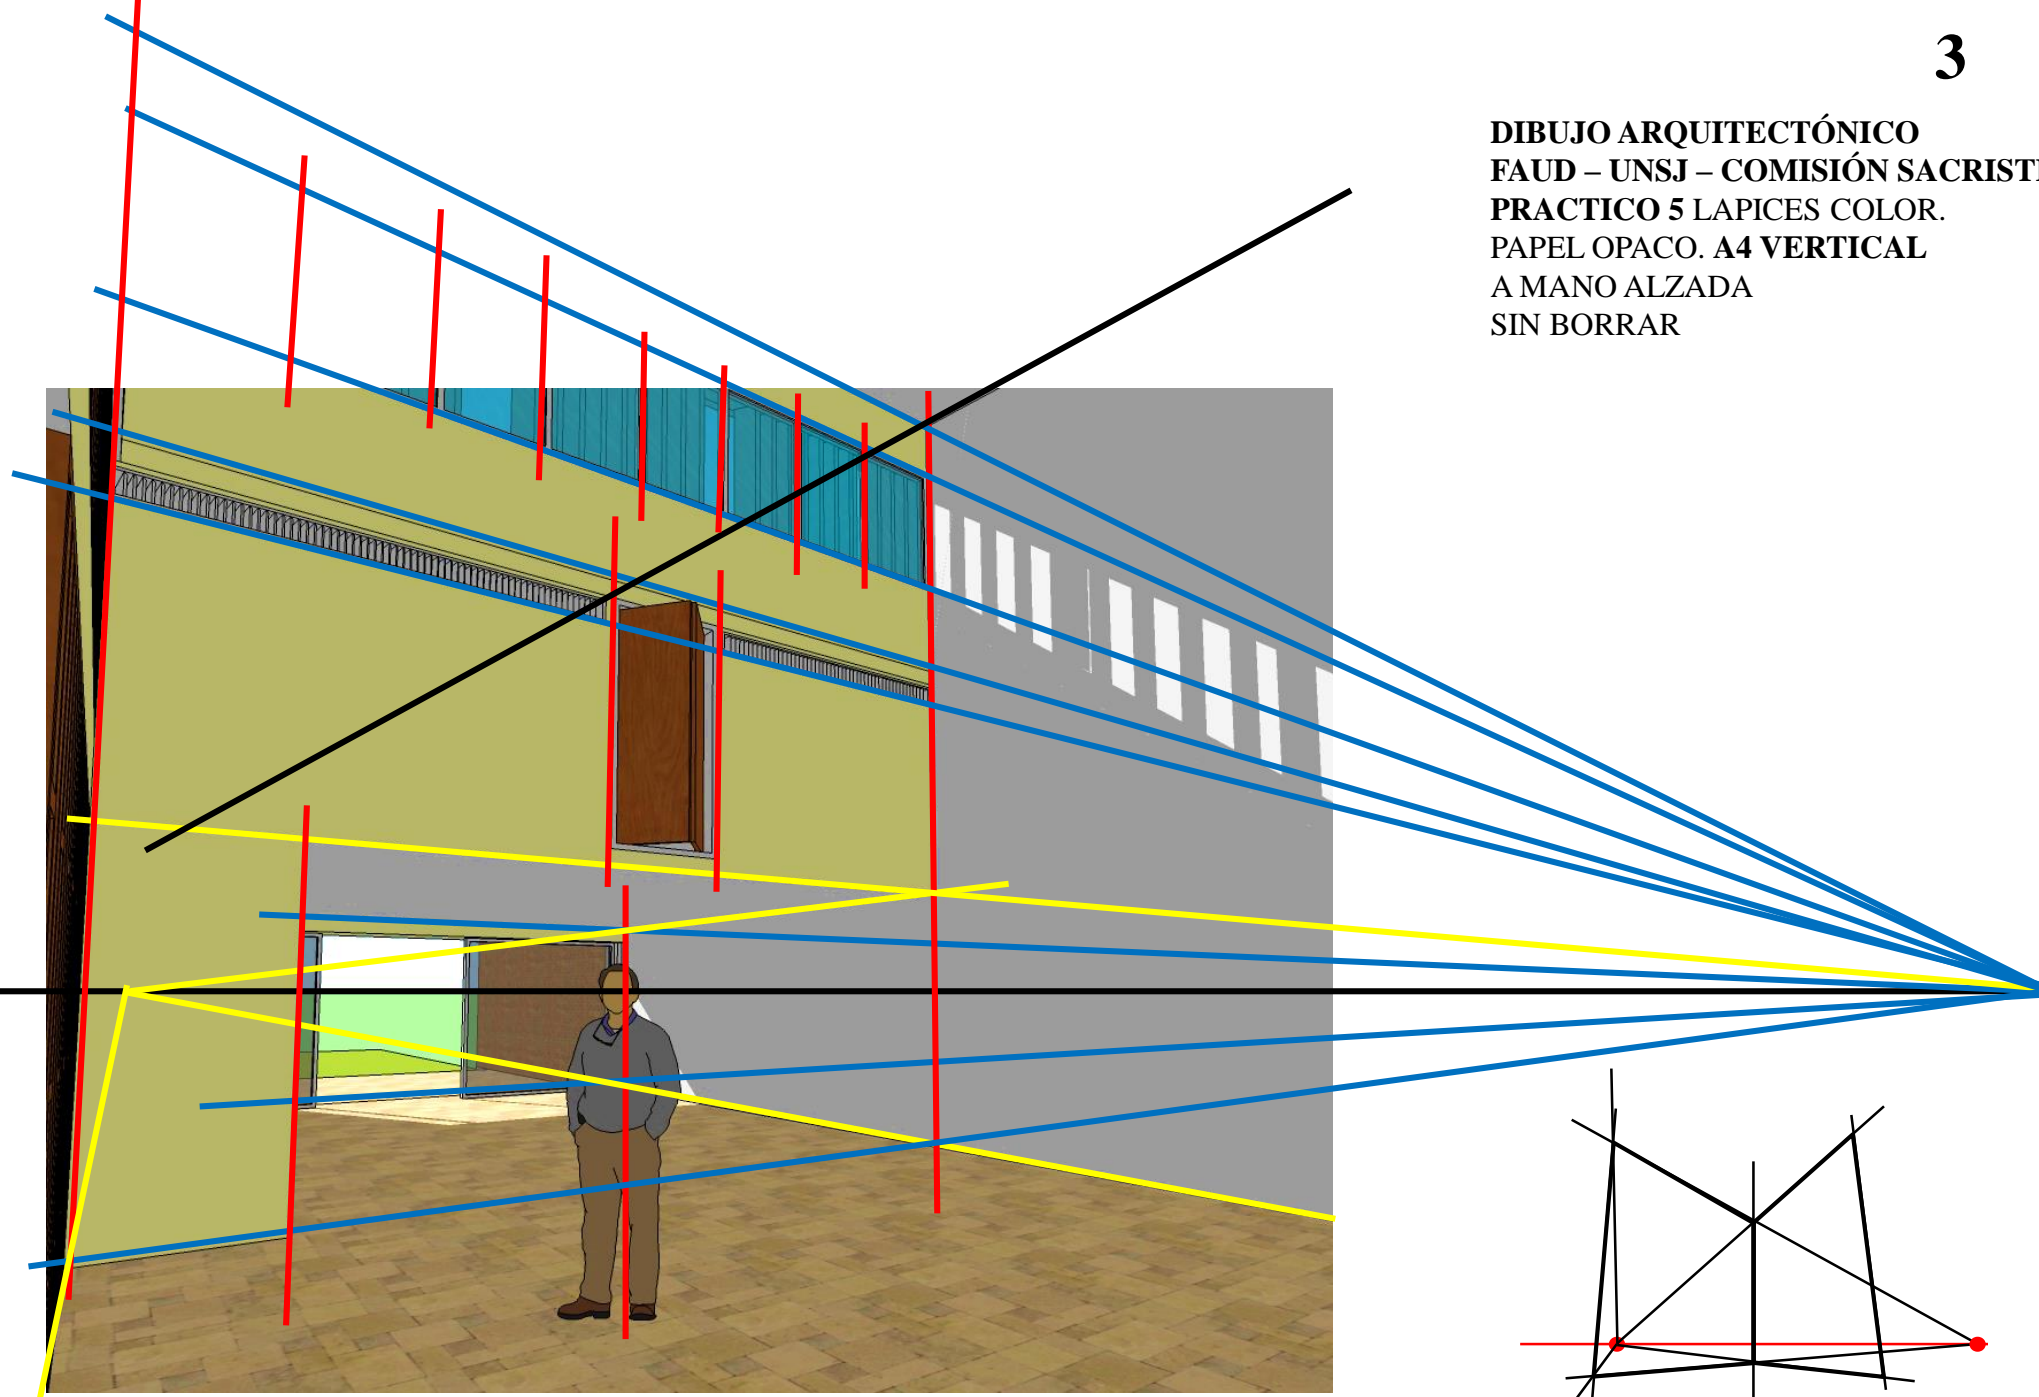 3
DIBUJO ARQUITECTÓNICO
FAUD – UNSJ – COMISIÓN
PRACTICO 5 LAPICES COLOR.
PAPEL OPACO. A4 VERTICAL
A MANO ALZADA
SIN BORRAR